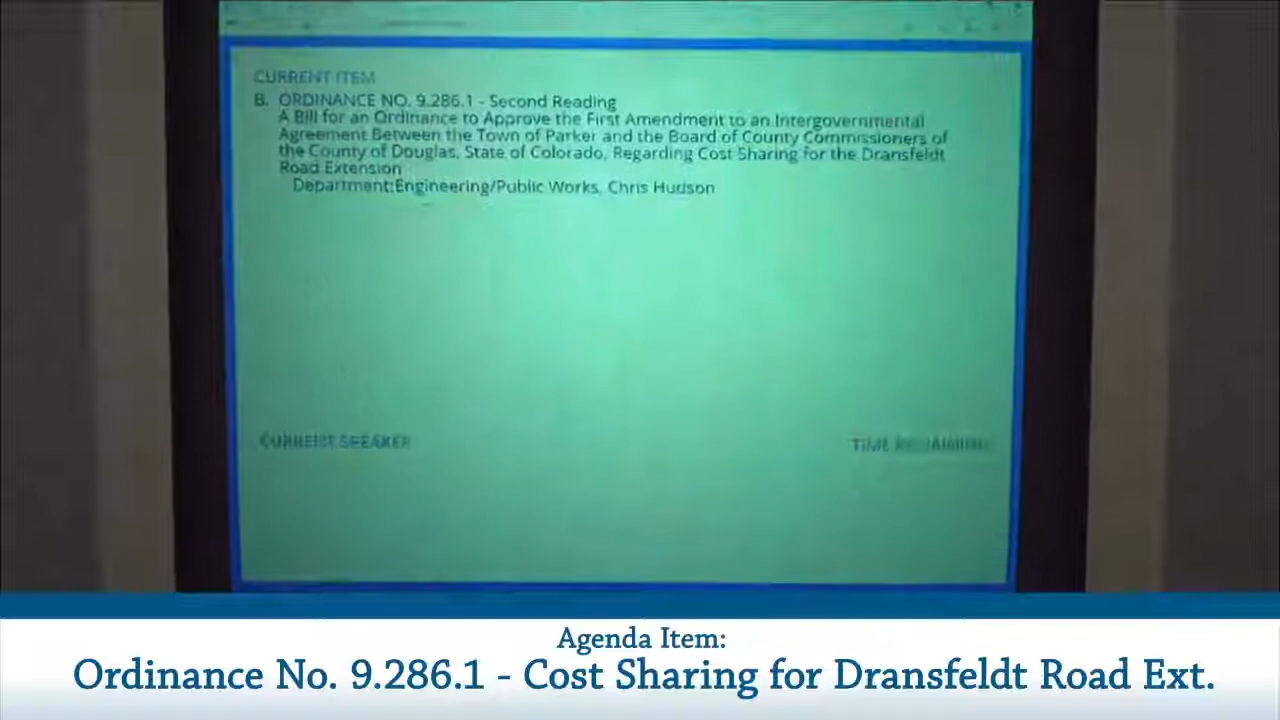 CURRENT ITEM
B. ORDINANCE NO. 9.286.1 - Second Reading
A Bill for an Ordinance to Approve the First Amendment to an Intergovernmental
Agreement Between the Town of Parker and the Board of County Commissioners of
the County of Douglas, State of Colorado, Regarding Cost Sharing for the Dransfeldt
Road Extension
Department:Engineering/Public Works, Chris Hudson
CURRENT SPEAKER
TIME REMAINING
Agenda Item:
Ordinance No. 9.286.1 - Cost Sharing for Dransfeldt Road Ext.